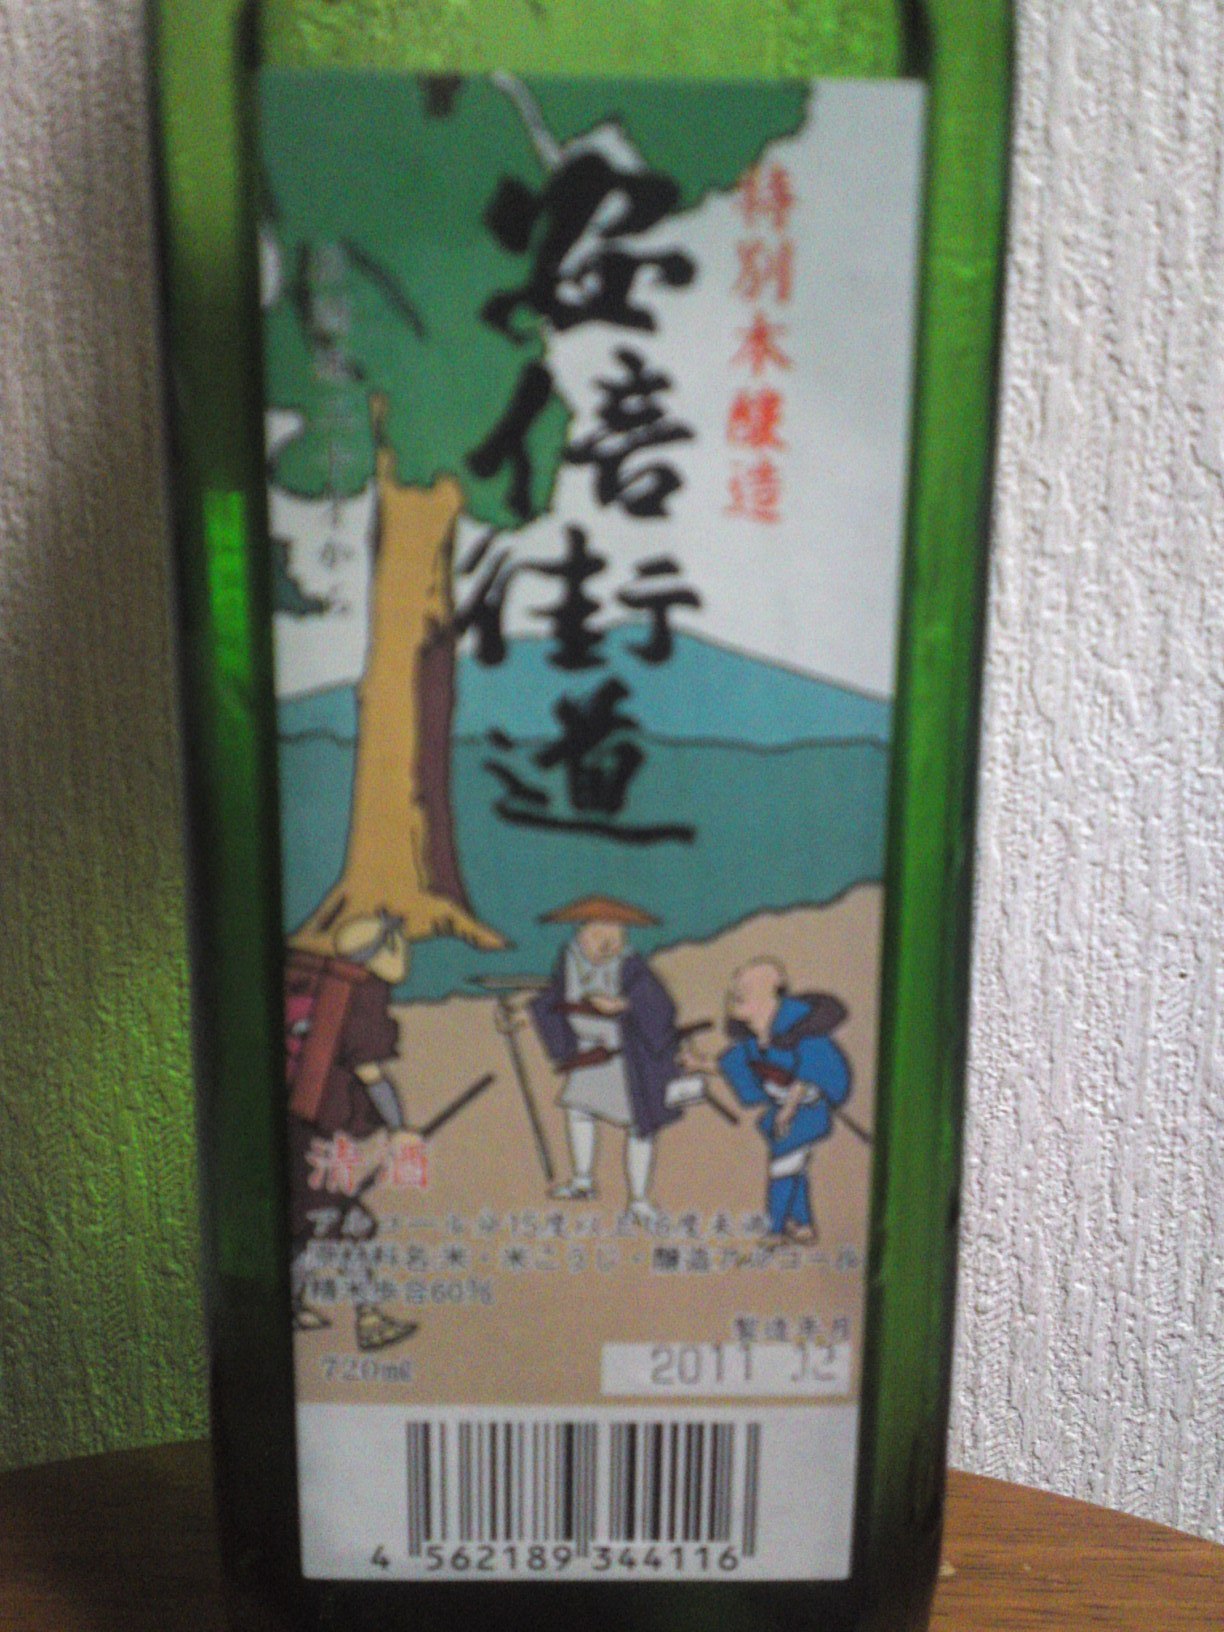 特別本醸造
安倍街道
清酒
アルコール分15度以上16度未満
原材料名 米・米こうじ・醸造アルコール
精米歩合60%
製造年月
2011 02
720ml
4 562189 344116